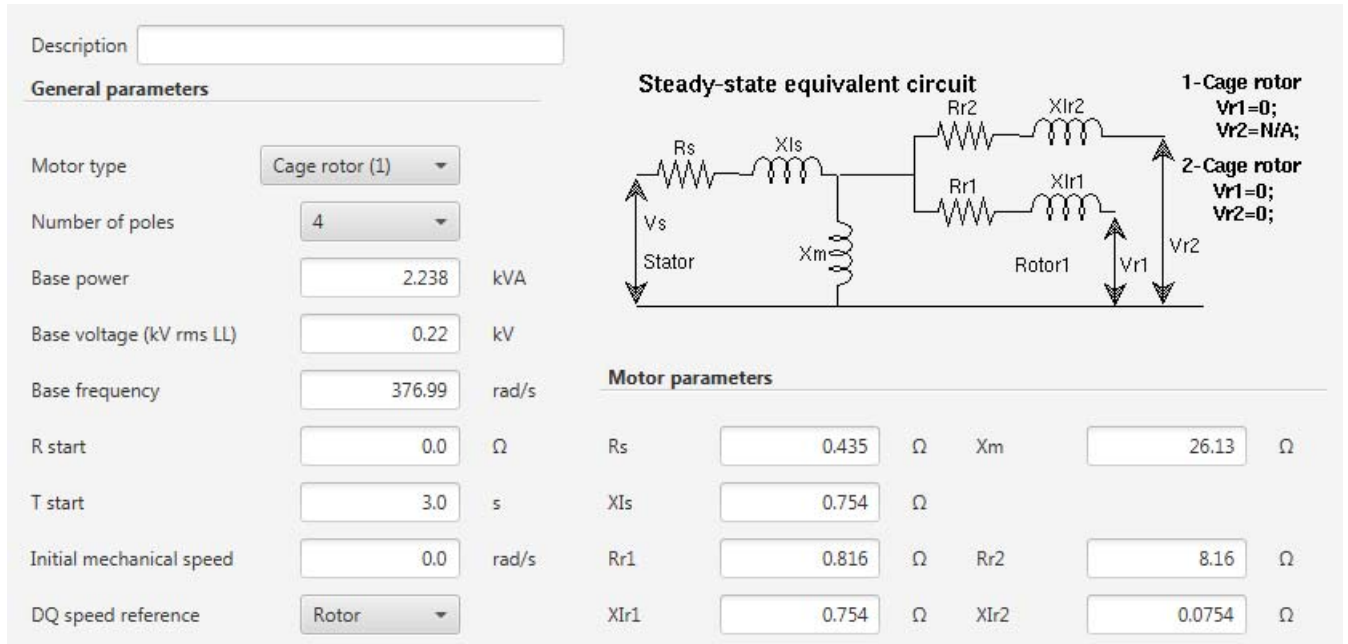 Description
General parameters
Motor type Cage rotor (1)
Number of poles 4
Base power 2.238 kVA
Base voltage (kV rms LL) 0.22 kV
Base frequency 376.99 rad/s
R start 0.0 Ω
T start 3.0 s
Initial mechanical speed 0.0 rad/s
DQ speed reference Rotor
Steady-state equivalent circuit
1-Cage rotor
Vr1=0;
Vr2=N/A;
2-Cage rotor
Vr1=0;
Vr2=0;
Rr2 Xlr2
Rs Xls
Rr1 Xlr1
Vs
Stator
Xm
Rotor1
Vr1
Vr2
Motor parameters
Rs 0.435 Ω Xm 26.13 Ω
XIs 0.754 Ω
Rr1 0.816 Ω Rr2 8.16 Ω
XIr1 0.754 Ω XIr2 0.0754 Ω